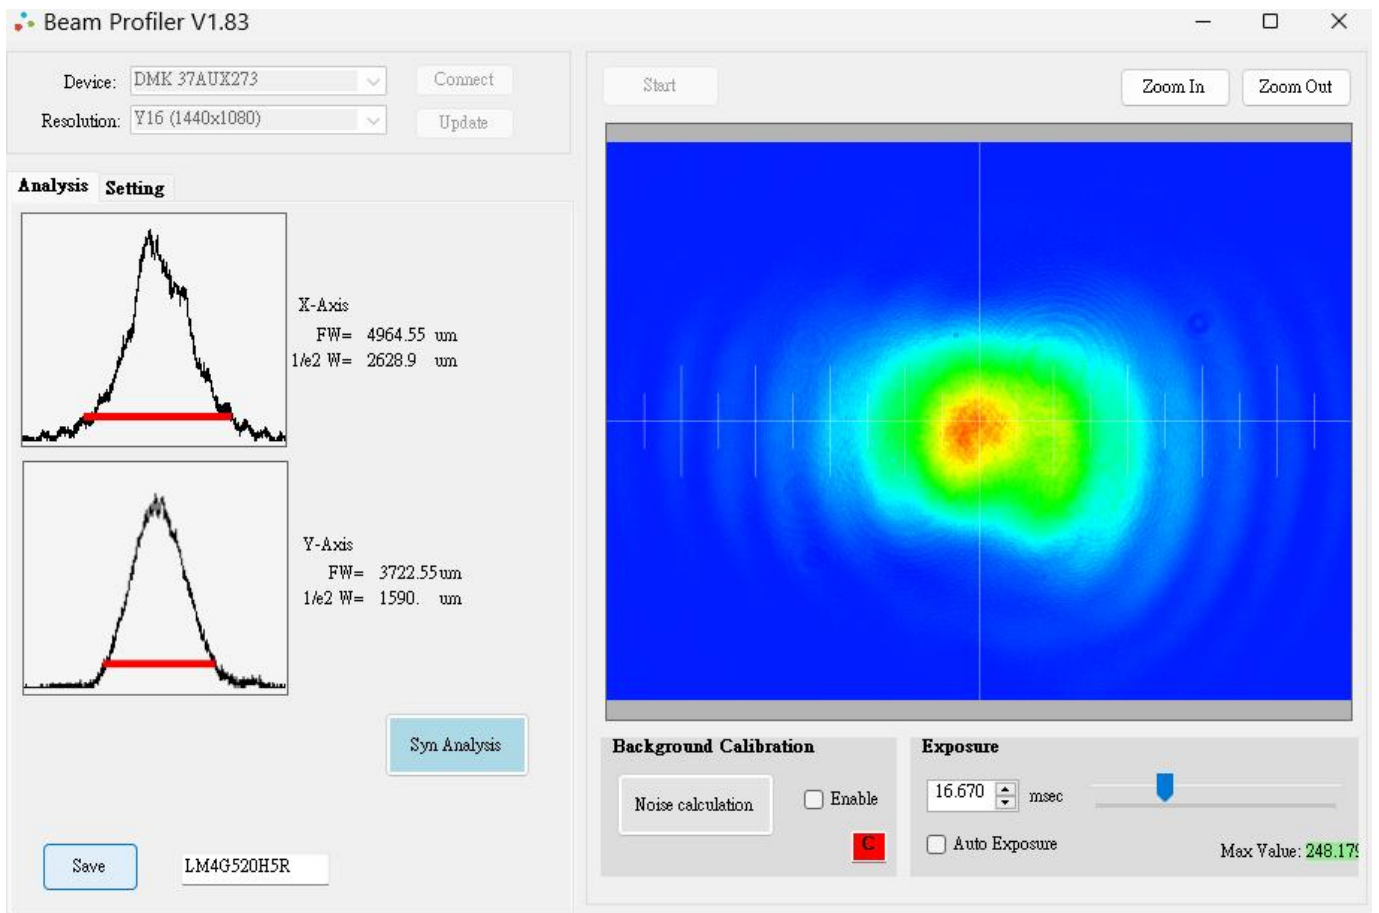 Beam Profiler V1.83
Device: DMK 37AUX273 Connect
Resolution: Y16 (1440x1080) Update
Analysis Setting
X-Axis
FW= 4964.55 um
1/e2 W= 2628.9 um
Y-Axis
FW= 3722.55um
1/e2 W= 1590. um
Syn Analysis
Save LM4G520H5R
Start Zoom In Zoom Out
Background Calibration
Noise calculation Enable
C
Exposure
16.670 msec
Auto Exposure
Max Value: 248.179